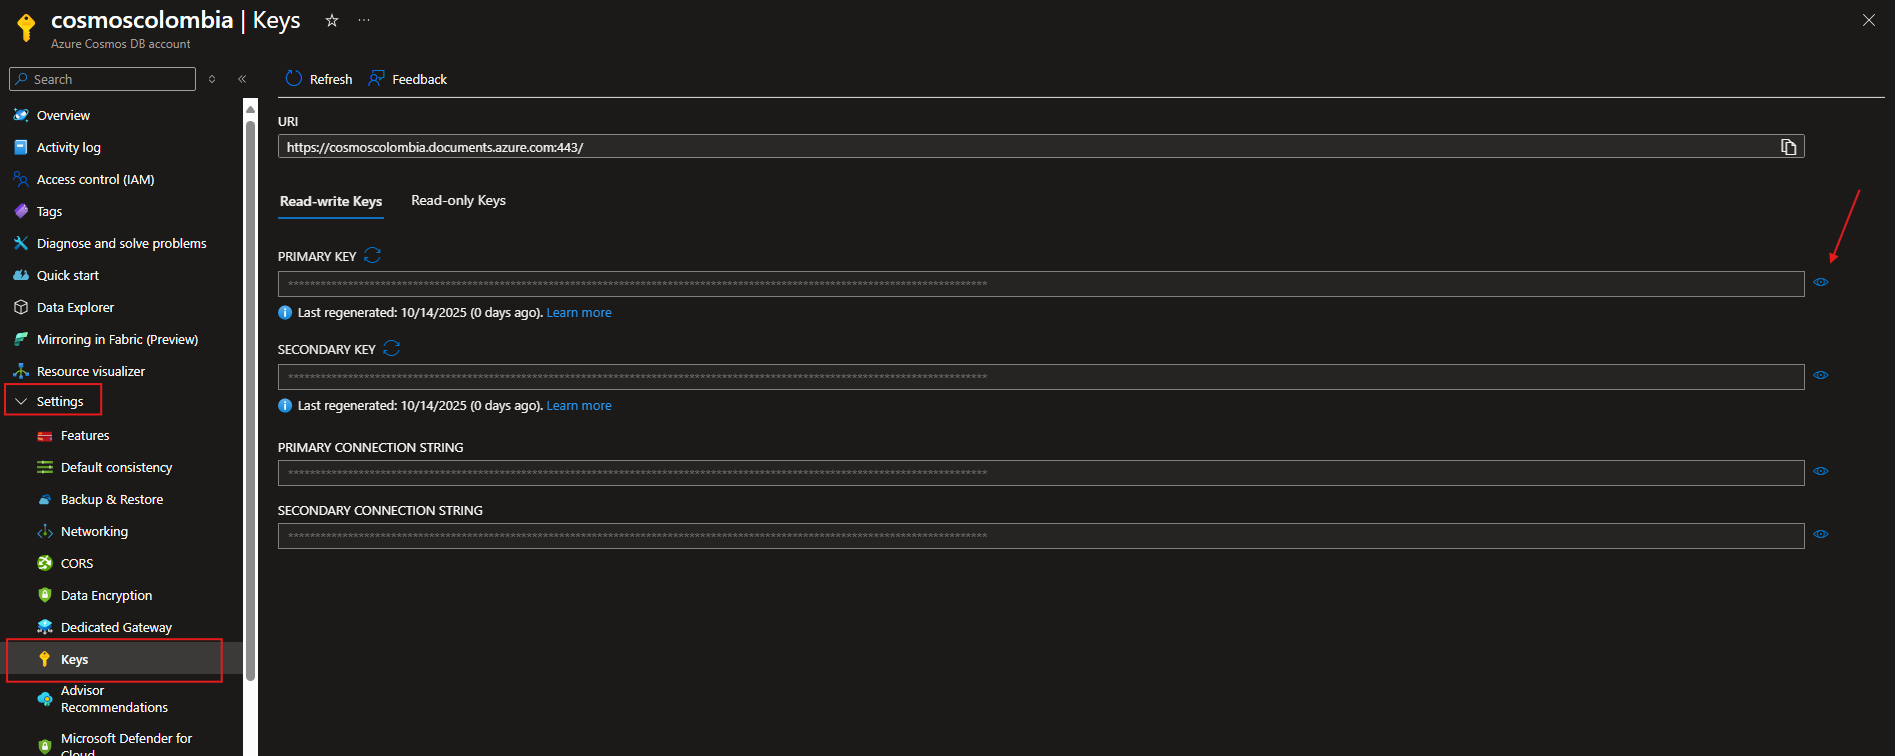 cosmoscolombia | Keys
Azure Cosmos DB account
Search
Overview
Activity log
Access control (IAM)
Tags
Diagnose and solve problems
Quick start
Data Explorer
Mirroring in Fabric (Preview)
Resource visualizer
Settings
Features
Default consistency
Backup & Restore
Networking
CORS
Data Encryption
Dedicated Gateway
Keys
Advisor
Recommendations
Microsoft Defender for
Cloud
Refresh Feedback
URI
https://cosmoscolombia.documents.azure.com:443/
Read-write Keys Read-only Keys
PRIMARY KEY
Last regenerated: 10/14/2025 (0 days ago). Learn more
SECONDARY KEY
Last regenerated: 10/14/2025 (0 days ago). Learn more
PRIMARY CONNECTION STRING
SECONDARY CONNECTION STRING